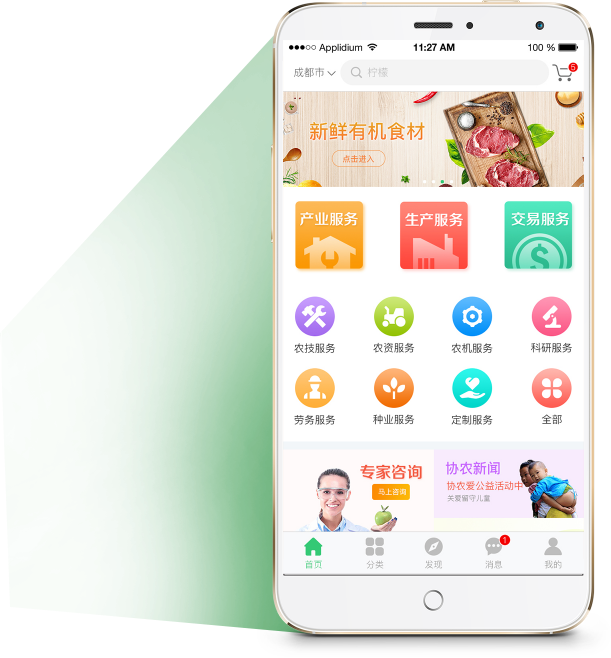 ●●●○○ Applidium 11:27 AM 100 %
成都市 柠檬 5
新鲜有机食材
点击进入
产业服务 生产服务 交易服务
农技服务 农资服务 农机服务 科研服务
劳务服务 种业服务 定制服务 全部
专家咨询
马上咨询
协农新闻
协农爱公益活动中
关爱留守儿童
1
首页 分类 发现 消息 我的